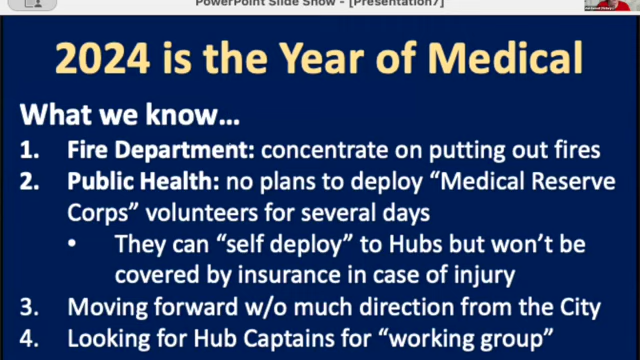 PowerPoint Slide Show - [Presentation7]
2024 is the Year of Medical
What we know...
1. Fire Department: concentrate on putting out fires
2. Public Health: no plans to deploy “Medical Reserve
Corps” volunteers for several days
• They can “self deploy” to Hubs but won’t be
covered by insurance in case of injury
3. Moving forward w/o much direction from the City
4. Looking for Hub Captains for “working group”